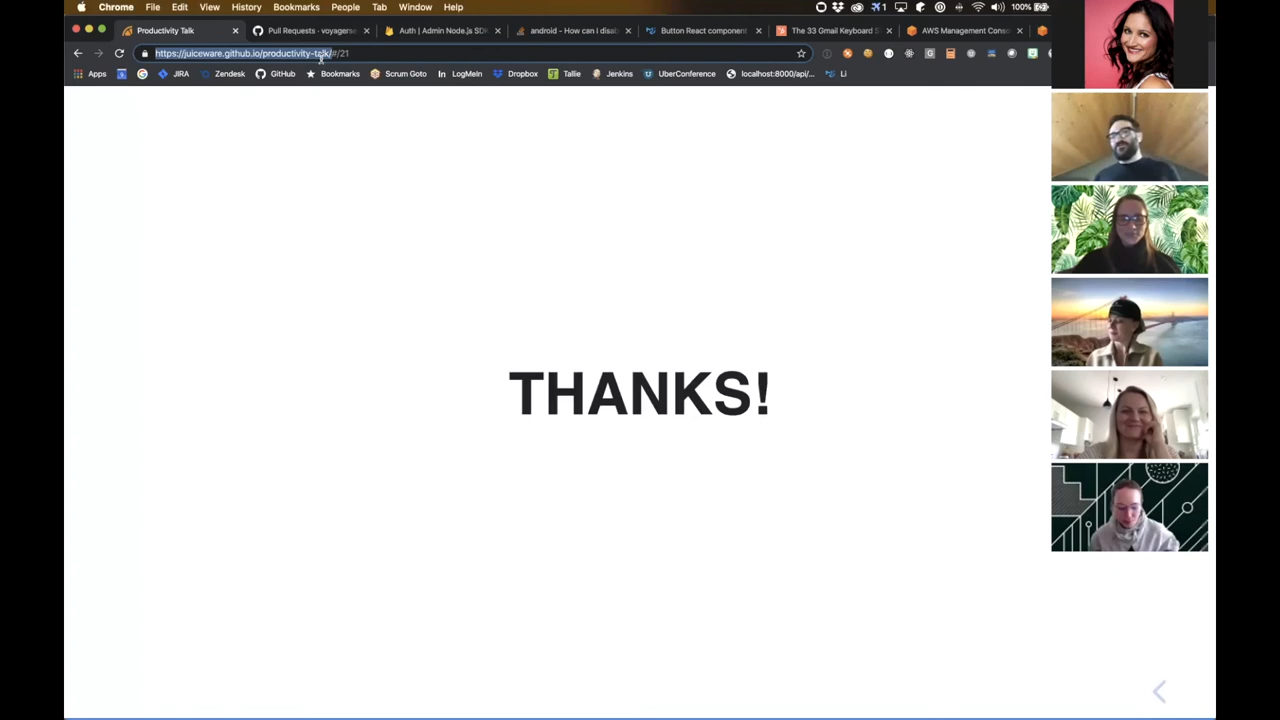 Chrome File Edit View History Bookmarks People Tab Window Help 1 100%
Productivity Talk Pull Requests · voyagers Auth | Admin Node.js SDK android - How can I disab Button React component The 33 Gmail Keyboard S AWS Management Conso
https://juiceware.github.io/productivity-talk/#/21
Apps JIRA Zendesk GitHub Bookmarks Scrum Goto LogMeIn Dropbox Tallie Jenkins UberConference localhost:8000/api/... Li
THANKS!